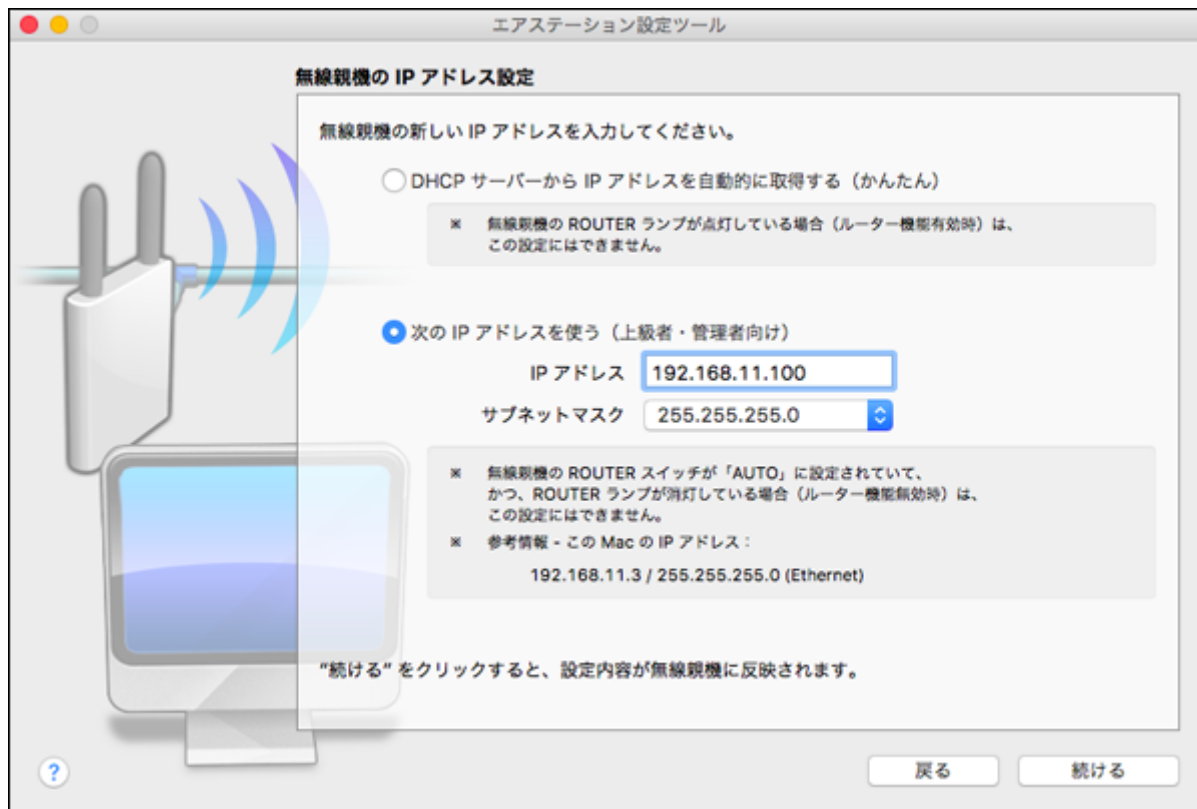 エアステーション設定ツール
無線親機の IP アドレス設定
無線親機の新しい IP アドレスを入力してください。
DHCP サーバーから IP アドレスを自動的に取得する（かんたん）
※ 無線親機の ROUTER ランプが点灯している場合（ルーター機能有効時）は、
この設定にはできません。
次の IP アドレスを使う（上級者・管理者向け）
IP アドレス 192.168.11.100
サブネットマスク 255.255.255.0
※ 無線親機の ROUTER スイッチが「AUTO」に設定されていて、
かつ、ROUTER ランプが消灯している場合（ルーター機能無効時）は、
この設定にはできません。
※ 参考情報 - この Mac の IP アドレス：
192.168.11.3 / 255.255.255.0 (Ethernet)
“続ける” をクリックすると、設定内容が無線親機に反映されます。
? 戻る 続ける